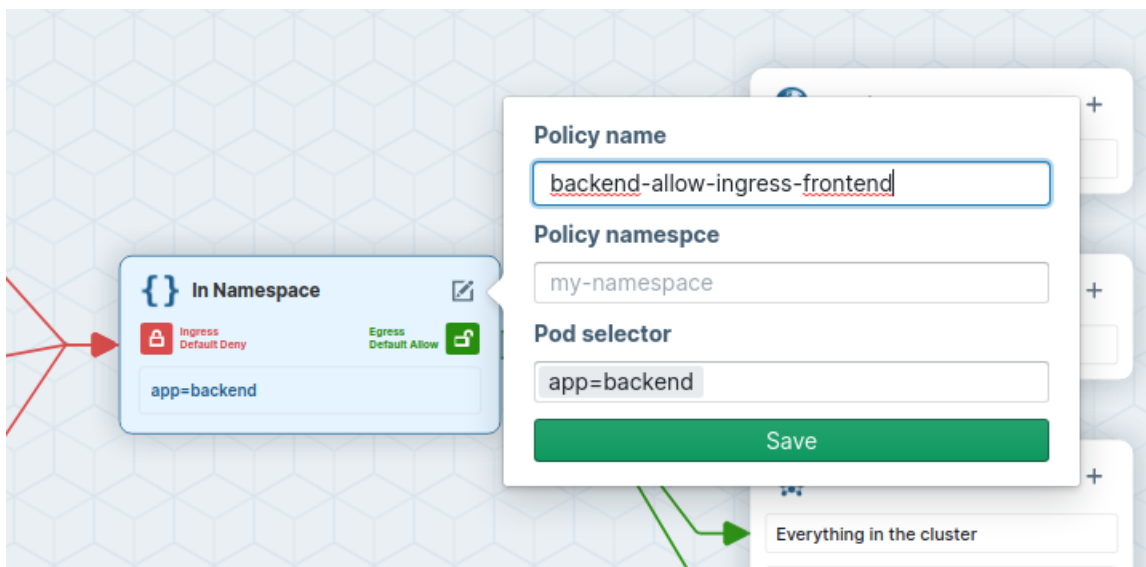 Policy name
backend-allow-ingress-frontend
Policy namespce
my-namespace
Pod selector
app=backend
Save
In Namespace
Ingress
Default Deny
Egress
Default Allow
app=backend
Everything in the cluster